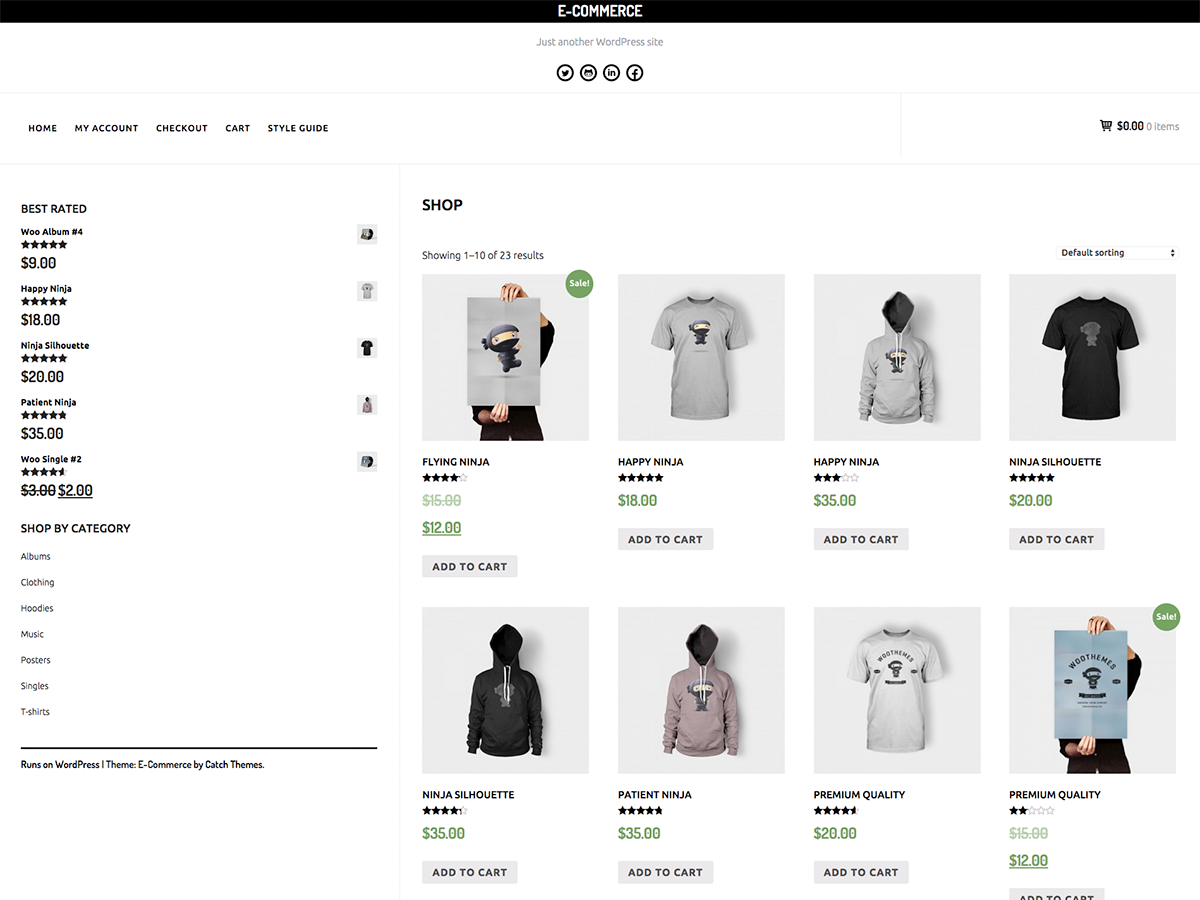 E-COMMERCE
Just another WordPress site
HOME MY ACCOUNT CHECKOUT CART STYLE GUIDE
$0.00 0 items
BEST RATED
Woo Album #4
$9.00
Happy Ninja
$18.00
Ninja Silhouette
$20.00
Patient Ninja
$35.00
Woo Single #2
$3.00 $2.00
SHOP BY CATEGORY
Albums
Clothing
Hoodies
Music
Posters
Singles
T-shirts
Runs on WordPress | Theme: E-Commerce by Catch Themes.
SHOP
Showing 1–10 of 23 results
Default sorting
Sale!
FLYING NINJA
$15.00
$12.00
ADD TO CART
HAPPY NINJA
$18.00
ADD TO CART
HAPPY NINJA
$35.00
ADD TO CART
NINJA SILHOUETTE
$20.00
ADD TO CART
NINJA SILHOUETTE
$35.00
ADD TO CART
PATIENT NINJA
$35.00
ADD TO CART
WOOTHEMES
PREMIUM QUALITY
$20.00
ADD TO CART
Sale!
WOOTHEMES
PREMIUM QUALITY
$15.00
$12.00
ADD TO CART